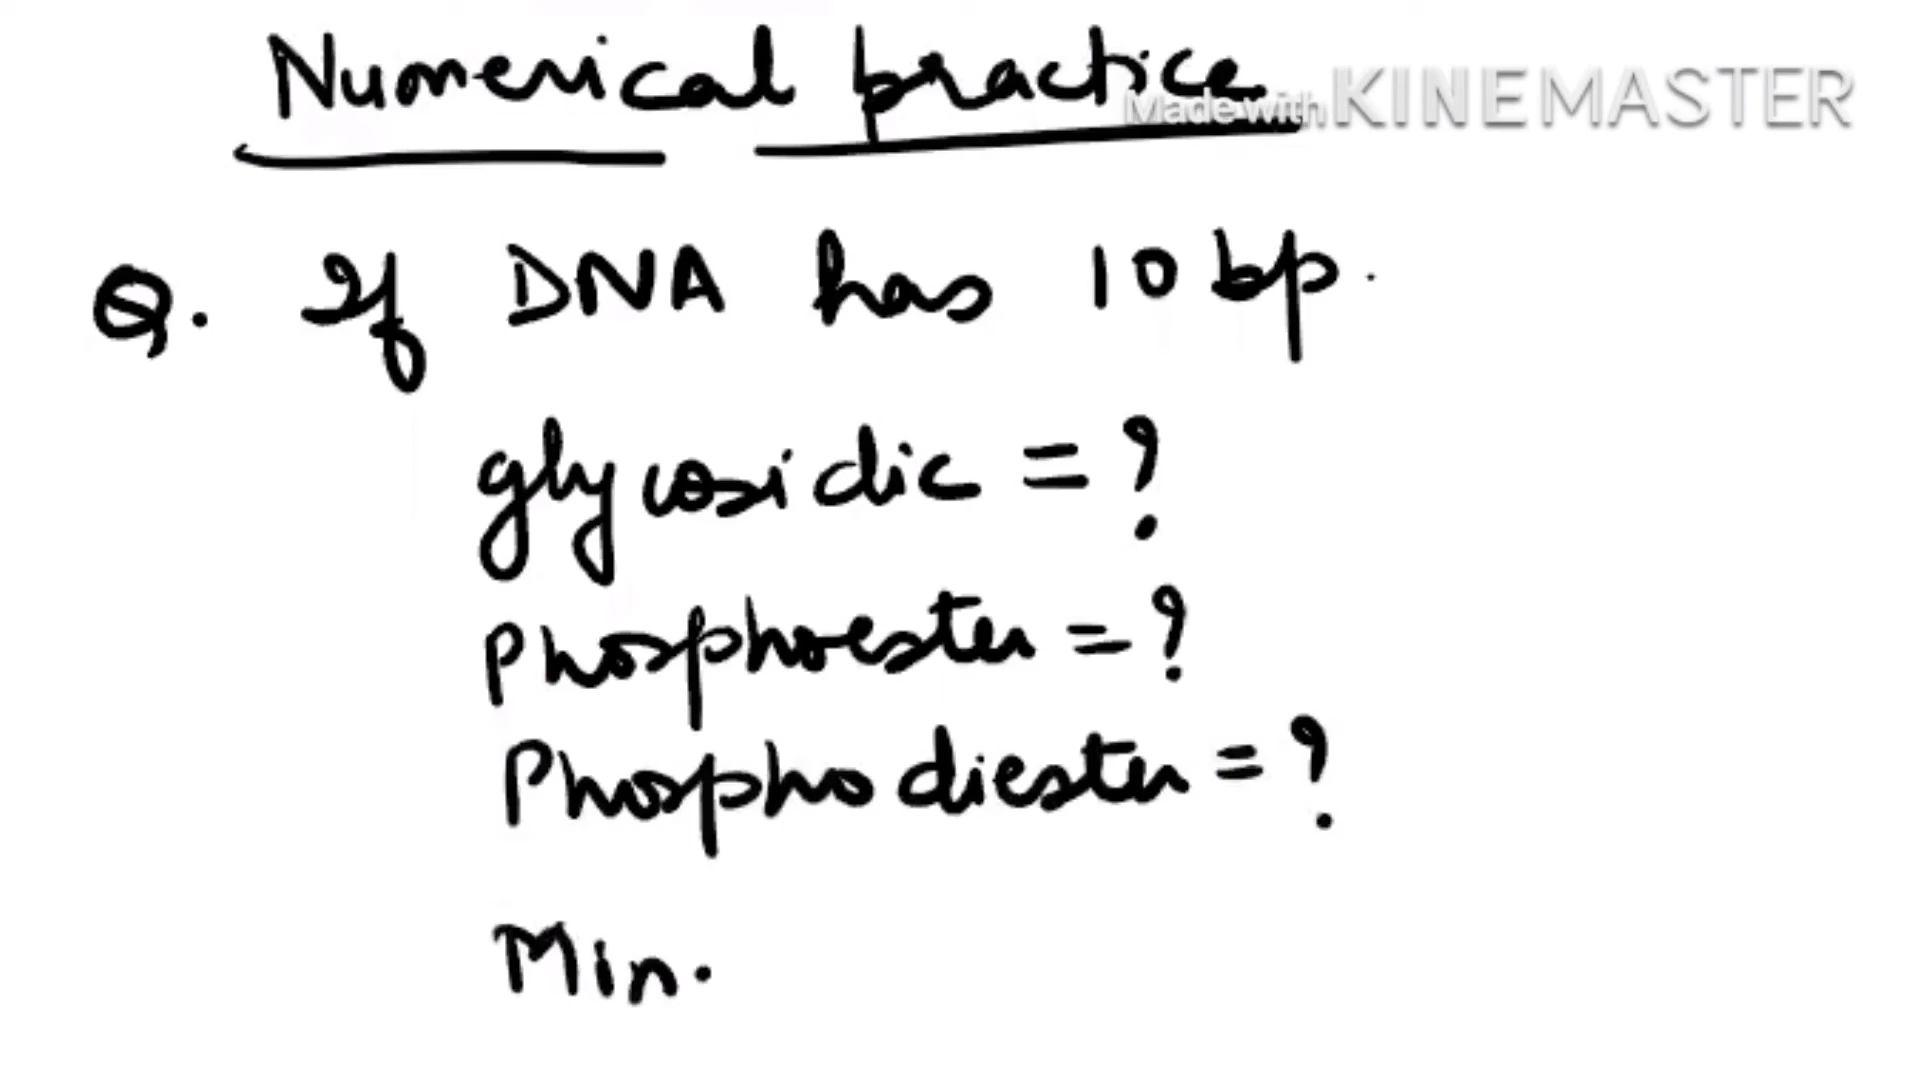 Numerical practice
Made with KINEMASTER
Q. If DNA has 10 bp.
glycosidic = ?
Phosphoester = ?
Phosphodiester = ?
Min.